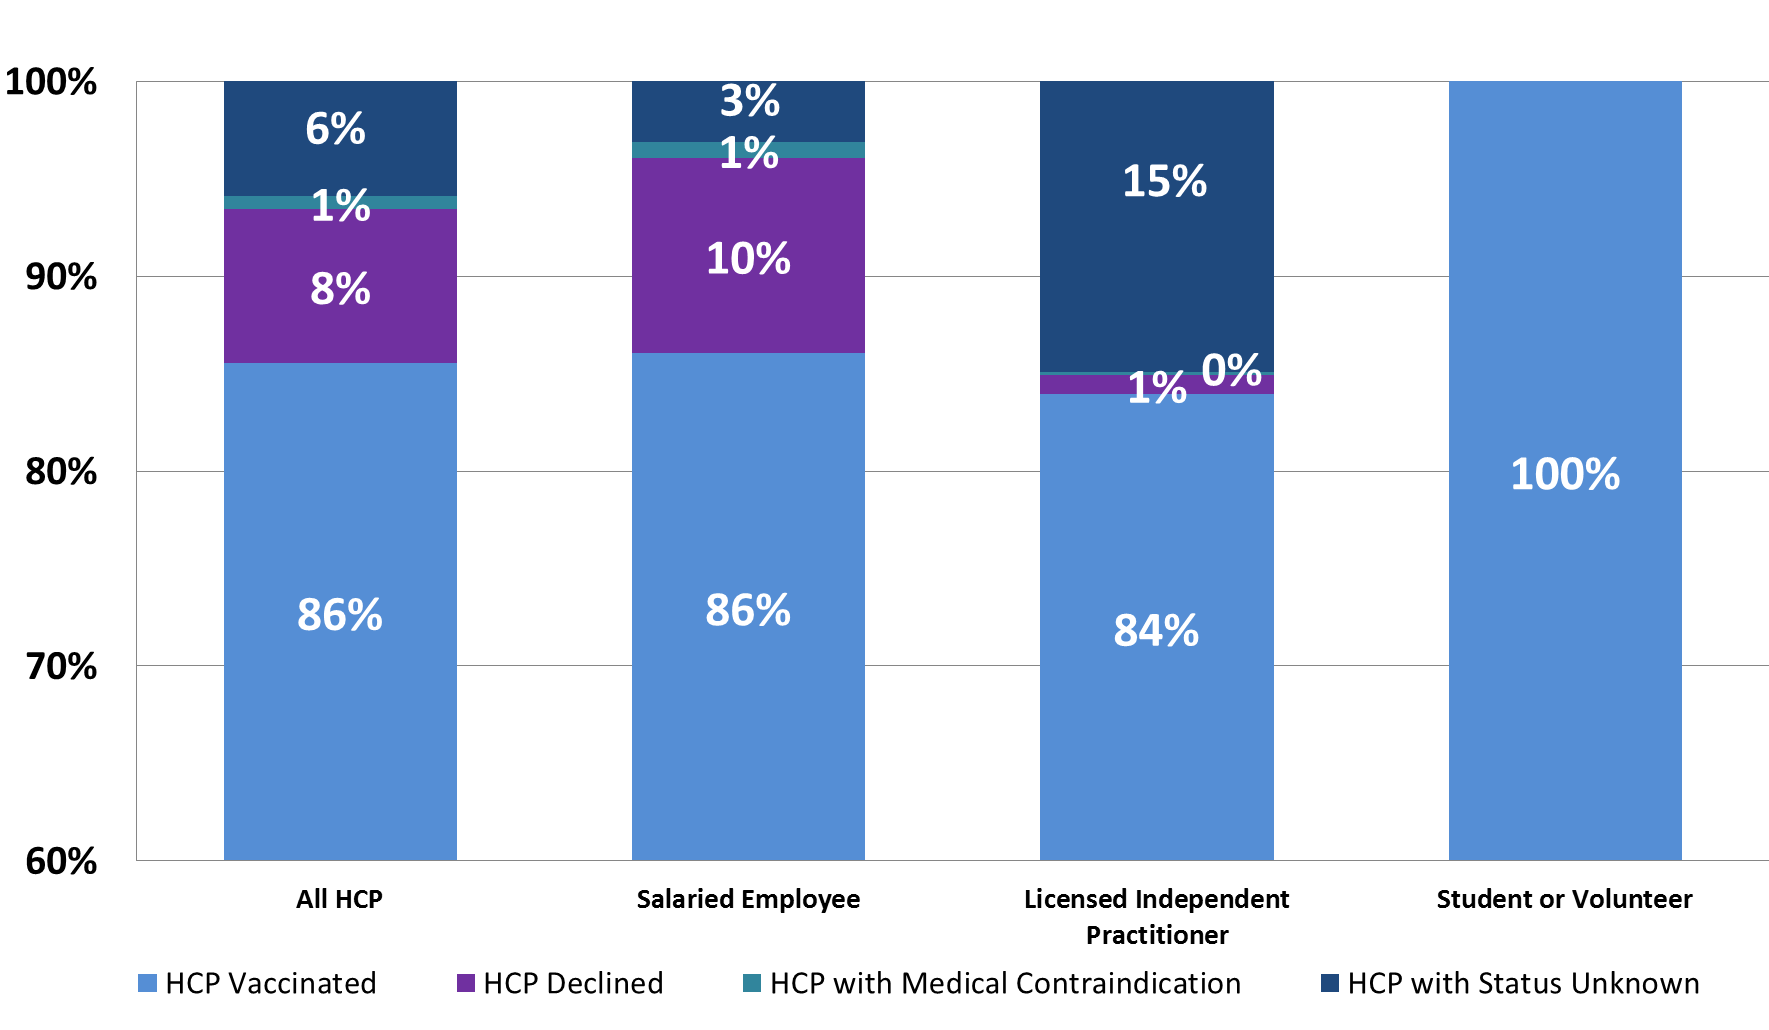 100%
90%
80%
70%
60%
6%
1%
8%
86%
3%
1%
10%
86%
15%
0%
1%
84%
100%
All HCP
Salaried Employee
Licensed Independent
Practitioner
Student or Volunteer
HCP Vaccinated
HCP Declined
HCP with Medical Contraindication
HCP with Status Unknown